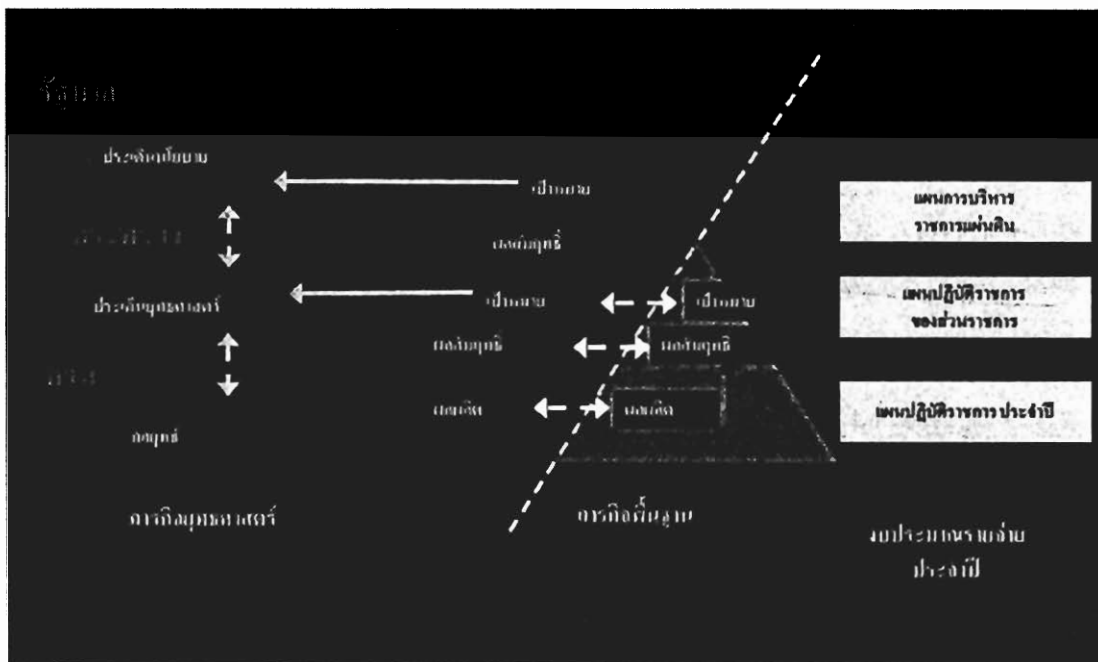 รัฐบาล
ประเด็นนโยบาย
เป้าหมาย
แผนการบริหาร
ราชการแผ่นดิน
ผลสัมฤทธิ์
ประเด็นยุทธศาสตร์
เป้าหมาย
เป้าหมาย
แผนปฏิบัติราชการ
ของส่วนราชการ
ผลสัมฤทธิ์
ผลสัมฤทธิ์
ผลผลิต
ผลผลิต
แผนปฏิบัติราชการ ประจำปี
กลยุทธ์
ภารกิจยุทธศาสตร์
ภารกิจพื้นฐาน
งบประมาณรายจ่าย
ประจำปี